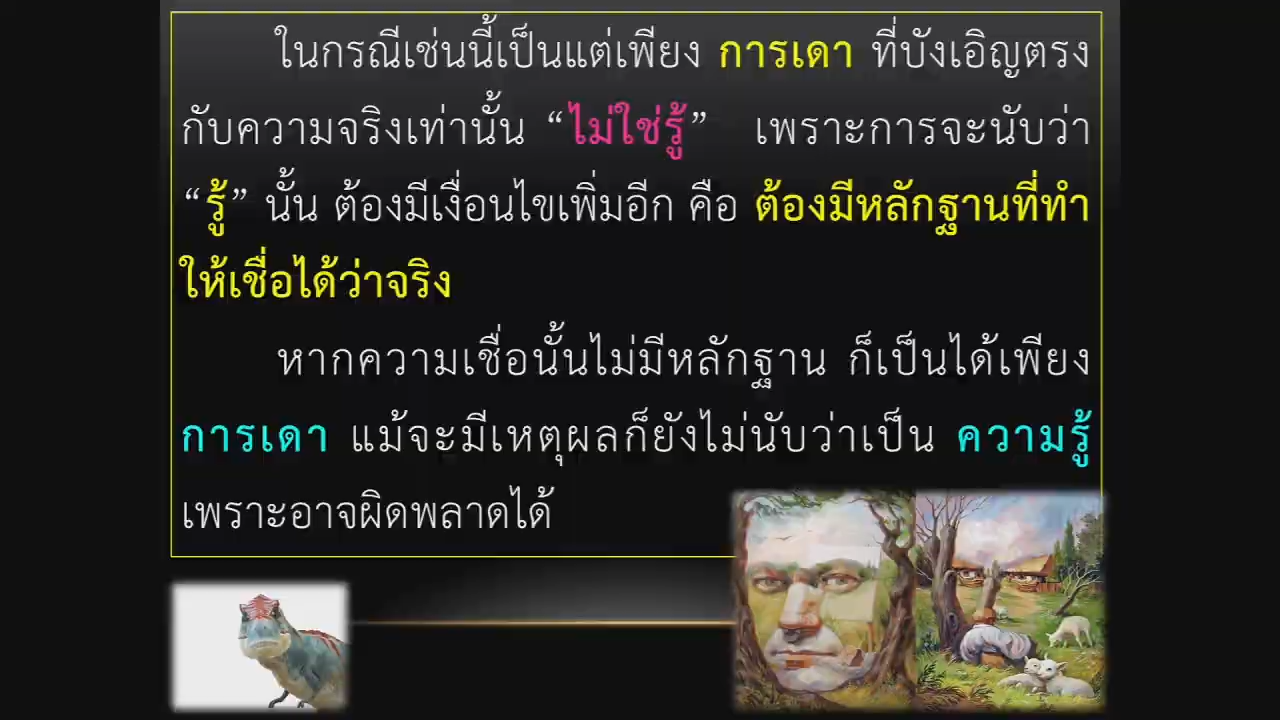 ในกรณีเช่นนี้เป็นแต่เพียง การเดา ที่บังเอิญตรง
กับความจริงเท่านั้น “ไม่ใช่รู้” เพราะการจะนับว่า
“รู้” นั้น ต้องมีเงื่อนไขเพิ่มอีก คือ ต้องมีหลักฐานที่ทำ
ให้เชื่อได้ว่าจริง
หากความเชื่อนั้นไม่มีหลักฐาน ก็เป็นได้เพียง
การเดา แม้จะมีเหตุผลก็ยังไม่นับว่าเป็น ความรู้
เพราะอาจผิดพลาดได้